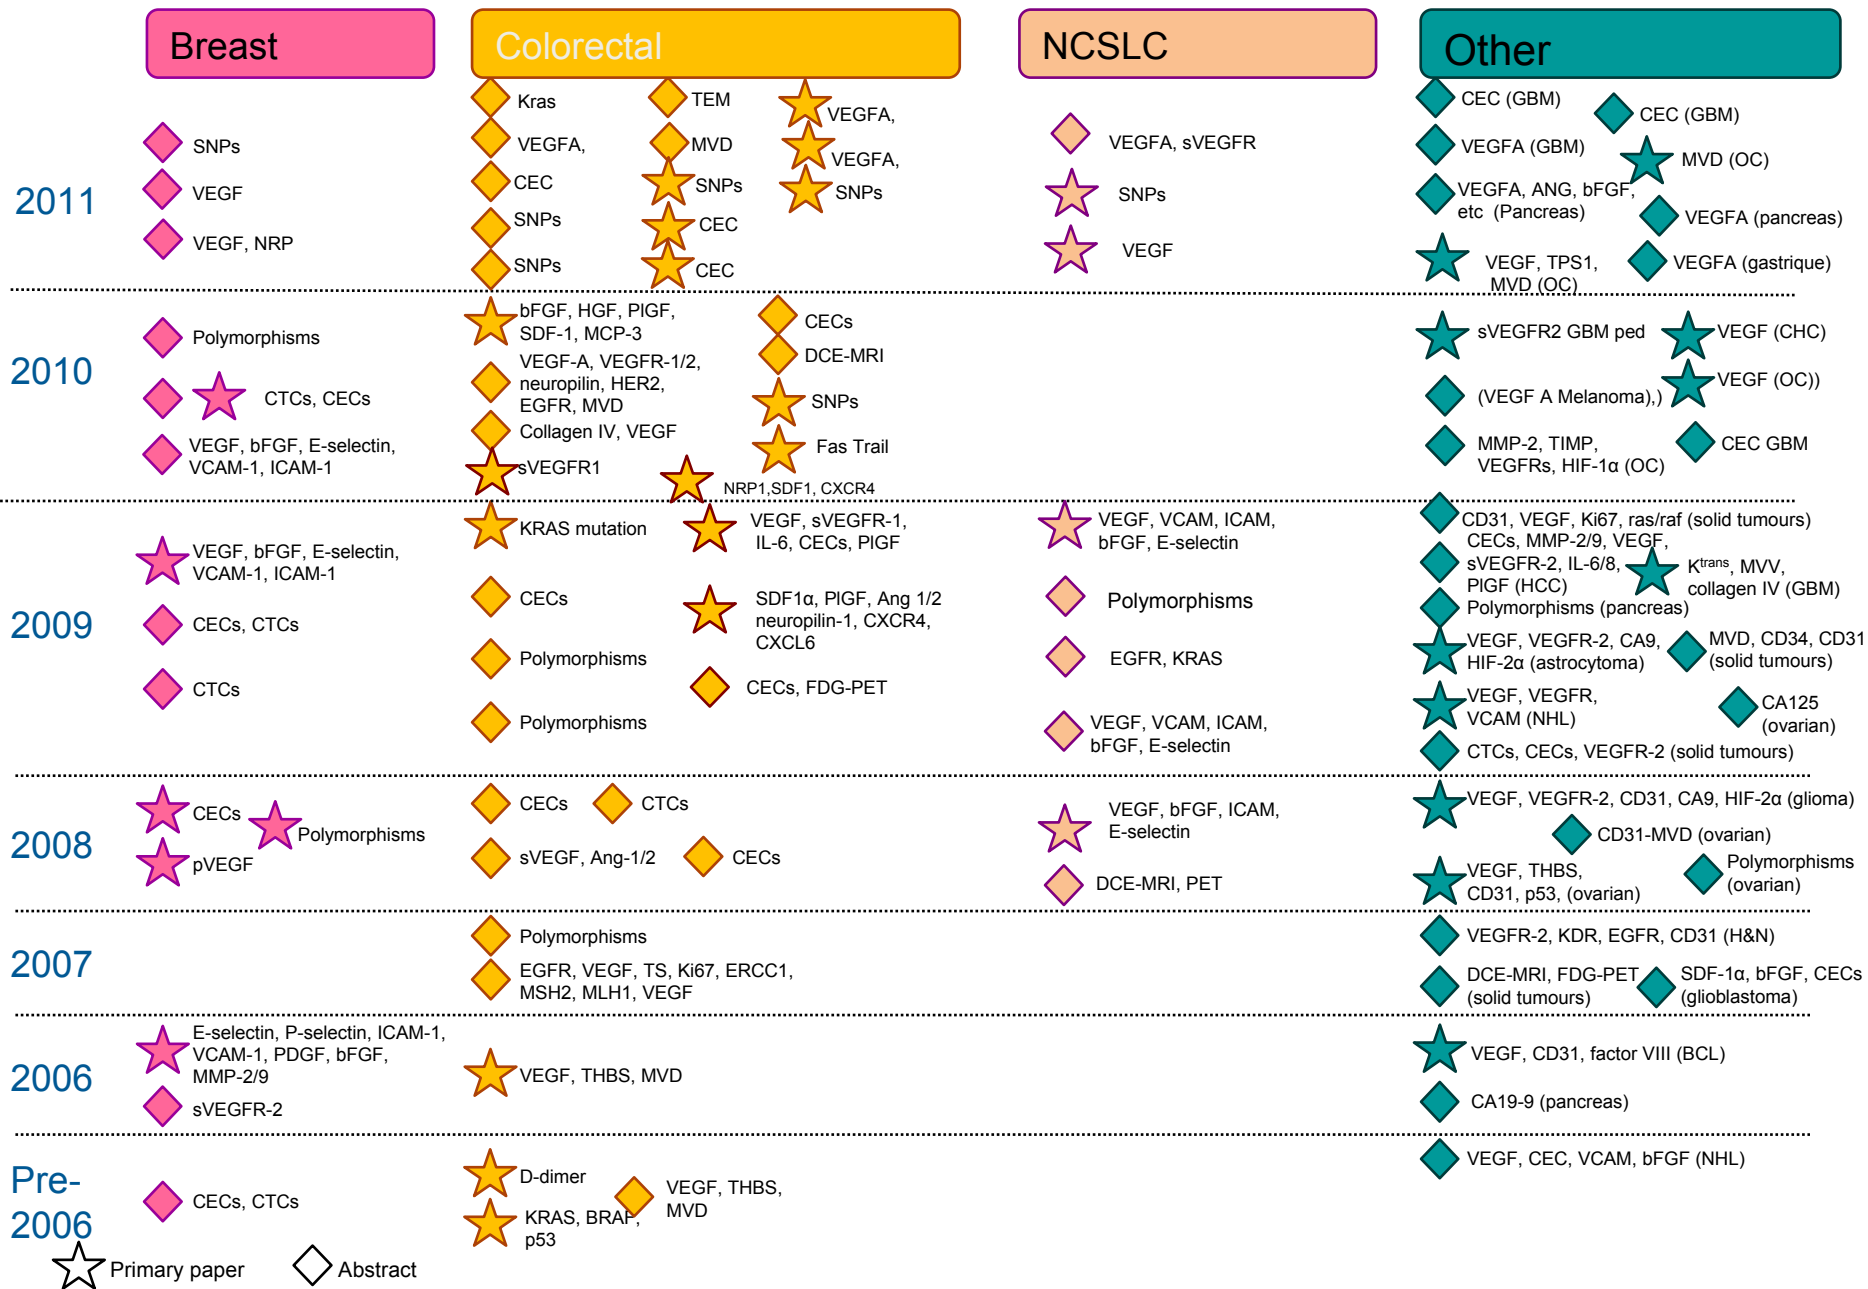 Breast
Colorectal
NCSLC
Other
2011
SNPs
VEGF
VEGF, NRP
Kras
VEGFA,
CEC
SNPs
SNPs
TEM
MVD
SNPs
CEC
CEC
VEGFA,
VEGFA,
SNPs
VEGFA, sVEGFR
SNPs
VEGF
CEC (GBM)
CEC (GBM)
VEGFA (GBM)
MVD (OC)
VEGFA, ANG, bFGF,
etc (Pancreas)
VEGFA (pancreas)
VEGF, TPS1,
MVD (OC)
VEGFA (gastrique)
2010
Polymorphisms
CTCs, CECs
VEGF, bFGF, E-selectin,
VCAM-1, ICAM-1
bFGF, HGF, PlGF,
SDF-1, MCP-3
VEGF-A, VEGFR-1/2,
neuropilin, HER2,
EGFR, MVD
Collagen IV, VEGF
sVEGFR1
CECs
DCE-MRI
SNPs
Fas Trail
NRP1,SDF1, CXCR4
sVEGFR2 GBM ped
VEGF (CHC)
(VEGF A Melanoma),)
VEGF (OC))
MMP-2, TIMP,
VEGFRs, HIF-1α (OC)
CEC GBM
2009
VEGF, bFGF, E-selectin,
VCAM-1, ICAM-1
CECs, CTCs
CTCs
KRAS mutation
CECs
Polymorphisms
Polymorphisms
VEGF, sVEGFR-1,
IL-6, CECs, PlGF
SDF1α, PlGF, Ang 1/2
neuropilin-1, CXCR4,
CXCL6
CECs, FDG-PET
VEGF, VCAM, ICAM,
bFGF, E-selectin
Polymorphisms
EGFR, KRAS
VEGF, VCAM, ICAM,
bFGF, E-selectin
CD31, VEGF, Ki67, ras/raf (solid tumours)
CECs, MMP-2/9, VEGF,
sVEGFR-2, IL-6/8,
PlGF (HCC)
Ktrans, MVV,
collagen IV (GBM)
Polymorphisms (pancreas)
VEGF, VEGFR-2, CA9,
HIF-2α (astrocytoma)
MVD, CD34, CD31
(solid tumours)
VEGF, VEGFR,
VCAM (NHL)
CA125
(ovarian)
CTCs, CECs, VEGFR-2 (solid tumours)
2008
CECs
Polymorphisms
pVEGF
CECs
CTCs
sVEGF, Ang-1/2
CECs
VEGF, bFGF, ICAM,
E-selectin
DCE-MRI, PET
VEGF, VEGFR-2, CD31, CA9, HIF-2α (glioma)
CD31-MVD (ovarian)
VEGF, THBS,
CD31, p53, (ovarian)
Polymorphisms
(ovarian)
2007
Polymorphisms
EGFR, VEGF, TS, Ki67, ERCC1,
MSH2, MLH1, VEGF
VEGFR-2, KDR, EGFR, CD31 (H&N)
DCE-MRI, FDG-PET
(solid tumours)
SDF-1α, bFGF, CECs
(glioblastoma)
2006
E-selectin, P-selectin, ICAM-1,
VCAM-1, PDGF, bFGF,
MMP-2/9
sVEGFR-2
VEGF, THBS, MVD
VEGF, CD31, factor VIII (BCL)
CA19-9 (pancreas)
Pre-
2006
CECs, CTCs
D-dimer
KRAS, BRAF,
p53
VEGF, THBS,
MVD
VEGF, CEC, VCAM, bFGF (NHL)
Primary paper
Abstract